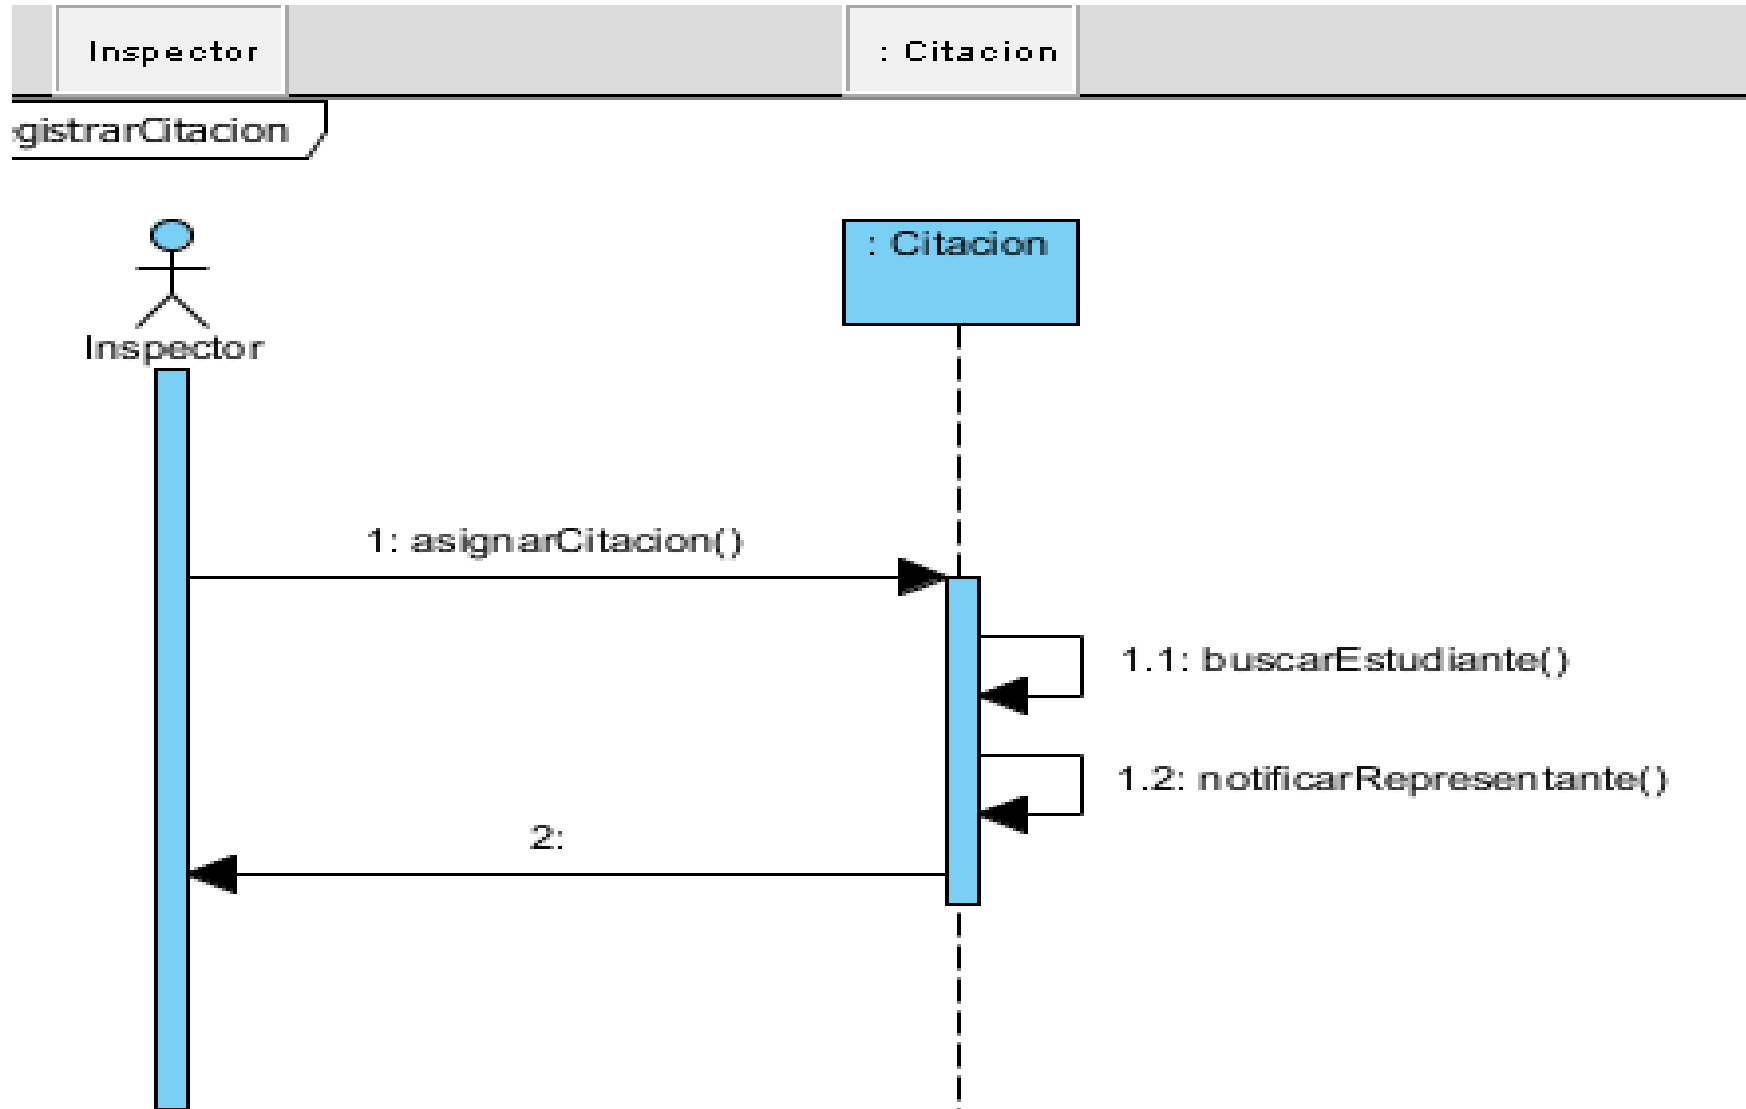 Inspector
: Citacion
gistrarCitacion
: Citacion
Inspector
1: asignarCitacion()
1.1: buscarEstudiante()
1.2: notificarRepresentante()
2: